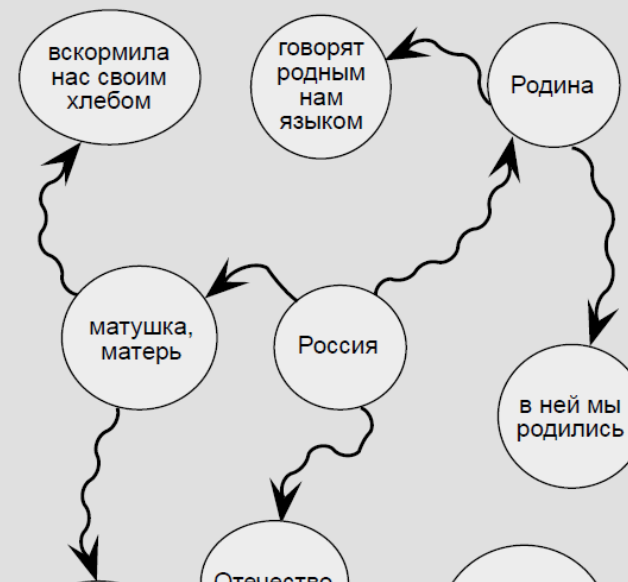 вскормила
нас своим
хлебом
говорят
родным
нам
языком
Родина
матушка,
матерь
Россия
в ней мы
родились
Отечество